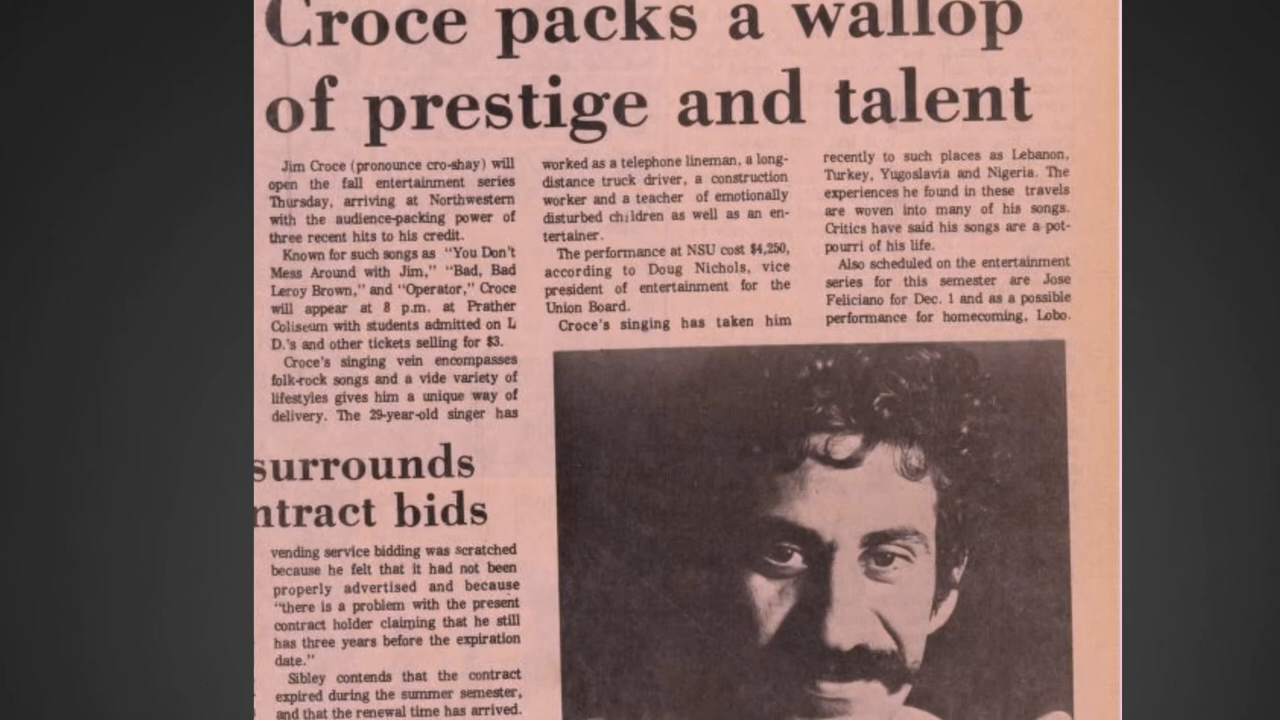 Croce packs a wallop
of prestige and talent
Jim Croce (pronounce cro-shay) will
open the fall entertainment series
Thursday, arriving at Northwestern
with the audience-packing power of
three recent hits to his credit.
Known for such songs as "You Don't
Mess Around with Jim," "Bad, Bad
Leroy Brown," and "Operator," Croce
will appear at 8 p.m. at Prather
Coliseum with students admitted on I.
D.'s and other tickets selling for $3.
Croce's singing vein encompasses
folk-rock songs and a vide variety of
lifestyles gives him a unique way of
delivery. The 29-year-old singer has
worked as a telephone lineman, a long-
distance truck driver, a construction
worker and a teacher of emotionally
disturbed children as well as an en-
tertainer.
The performance at NSU cost $4,250,
according to Doug Nichols, vice
president of entertainment for the
Union Board.
Croce's singing has taken him
recently to such places as Lebanon,
Turkey, Yugoslavia and Nigeria. The
experiences he found in these travels
are woven into many of his songs.
Critics have said his songs are a pot-
pourri of his life.
Also scheduled on the entertainment
series for this semester are Jose
Feliciano for Dec. 1 and as a possible
performance for homecoming, Lobo.
surrounds
ntract bids
vending service bidding was scratched
because he felt that it had not been
properly advertised and because
"there is a problem with the present
contract holder claiming that he still
has three years before the expiration
date."
Sibley contends that the contract
expired during the summer semester,
and that the renewal time has arrived.